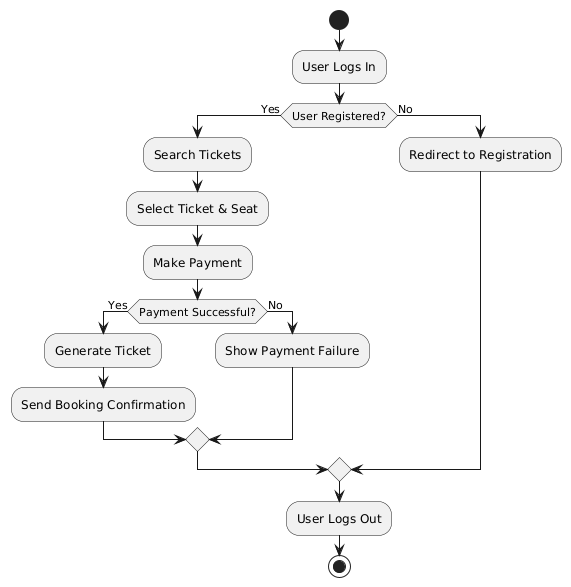 User Logs In
Yes
User Registered?
No
Search Tickets
Redirect to Registration
Select Ticket & Seat
Make Payment
Yes
Payment Successful?
No
Generate Ticket
Show Payment Failure
Send Booking Confirmation
User Logs Out